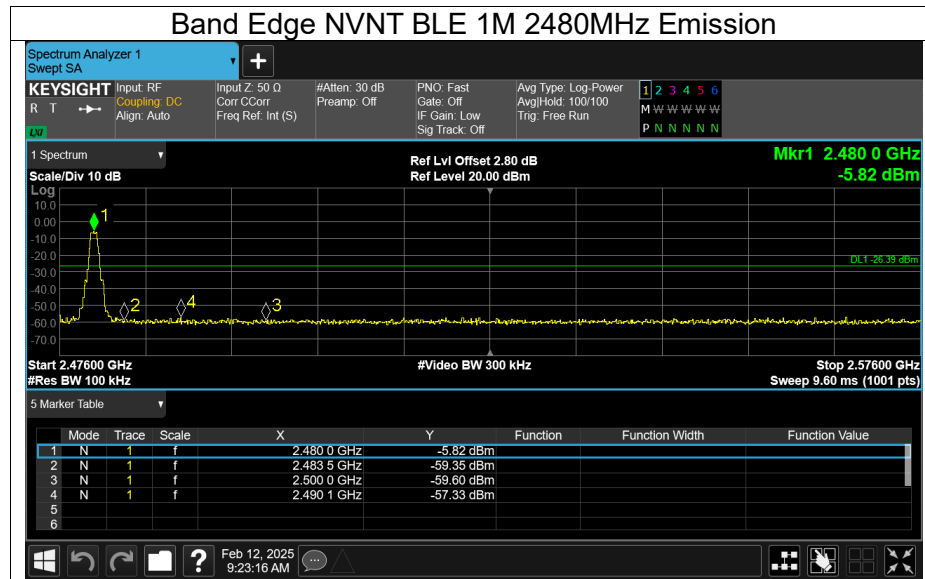 Band Edge NVNT BLE 1M 2480MHz Emission
Spectrum Analyzer 1
Swept SA
+
KEYSIGHT
R T
LXI
Input: RF
Coupling: DC
Align: Auto
Input Z: 50 Ω
Corr CCorr
Freq Ref: Int (S)
#Atten: 30 dB
Preamp: Off
PNO: Fast
Gate: Off
IF Gain: Low
Sig Track: Off
Avg Type: Log-Power
Avg|Hold: 100/100
Trig: Free Run
1 2 3 4 5 6
M W W W W W
P N N N N N
1 Spectrum
Scale/Div 10 dB
Ref Lvl Offset 2.80 dB
Ref Level 20.00 dBm
Mkr1 2.480 0 GHz
-5.82 dBm
Log
10.0
0.00
-10.0
-20.0
-30.0
-40.0
-50.0
-60.0
-70.0
1
2
4
3
DL1 -26.39 dBm
Start 2.47600 GHz
#Video BW 300 kHz
Stop 2.57600 GHz
#Res BW 100 kHz
Sweep 9.60 ms (1001 pts)
5 Marker Table
Mode Trace Scale X Y Function Function Width Function Value
1 N 1 f 2.480 0 GHz -5.82 dBm
2 N 1 f 2.483 5 GHz -59.35 dBm
3 N 1 f 2.500 0 GHz -59.60 dBm
4 N 1 f 2.490 1 GHz -57.33 dBm
5
6
?
Feb 12, 2025
9:23:16 AM